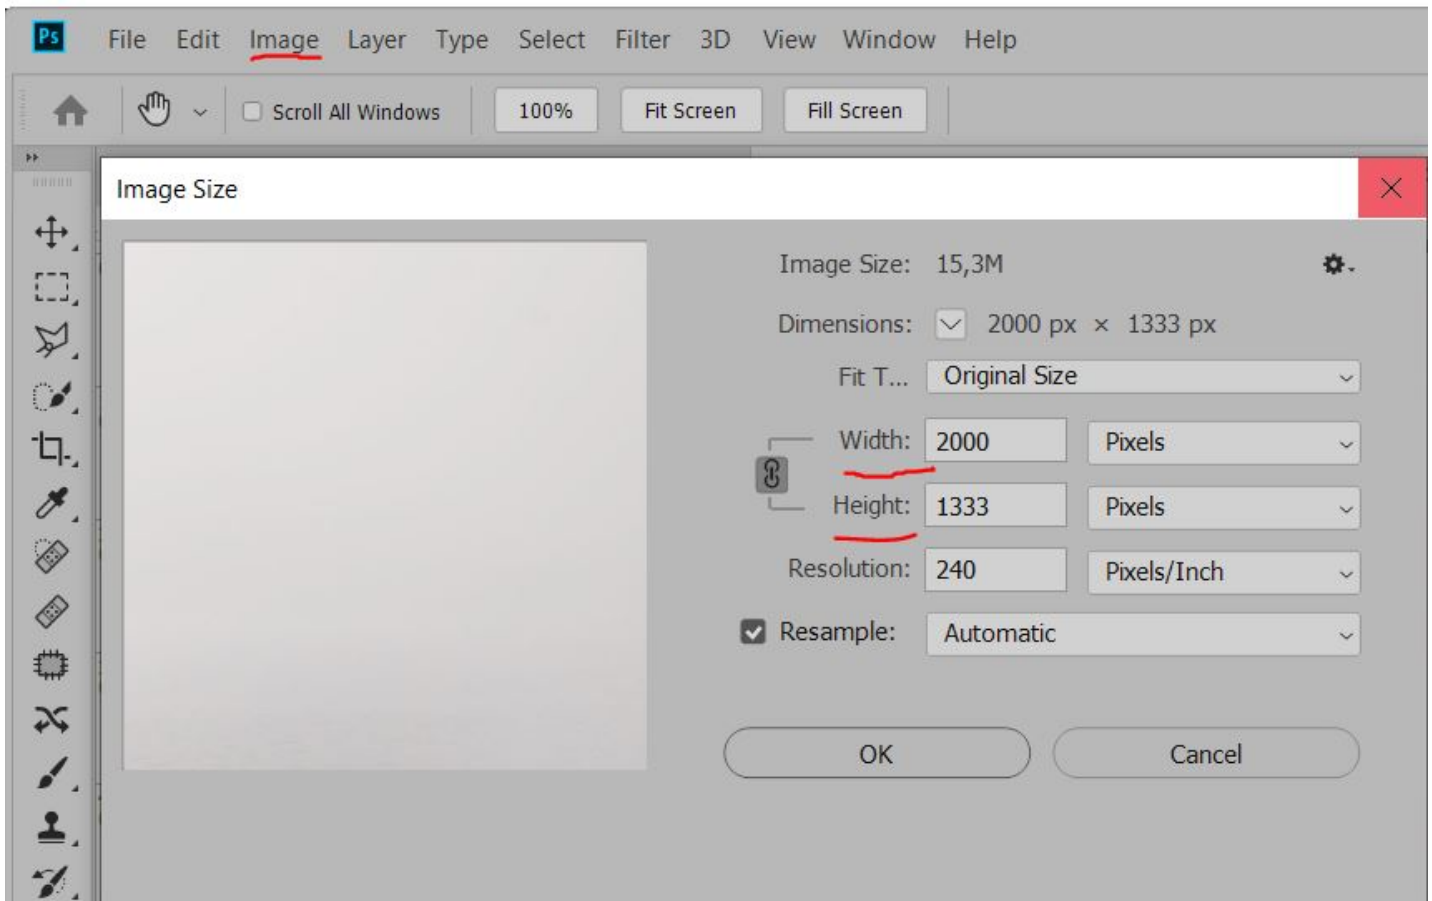 Ps File Edit Image Layer Type Select Filter 3D View Window Help
Scroll All Windows 100% Fit Screen Fill Screen
Image Size
Image Size: 15,3M
Dimensions: 2000 px × 1333 px
Fit T... Original Size
Width: 2000 Pixels
Height: 1333 Pixels
Resolution: 240 Pixels/Inch
Resample: Automatic
OK Cancel